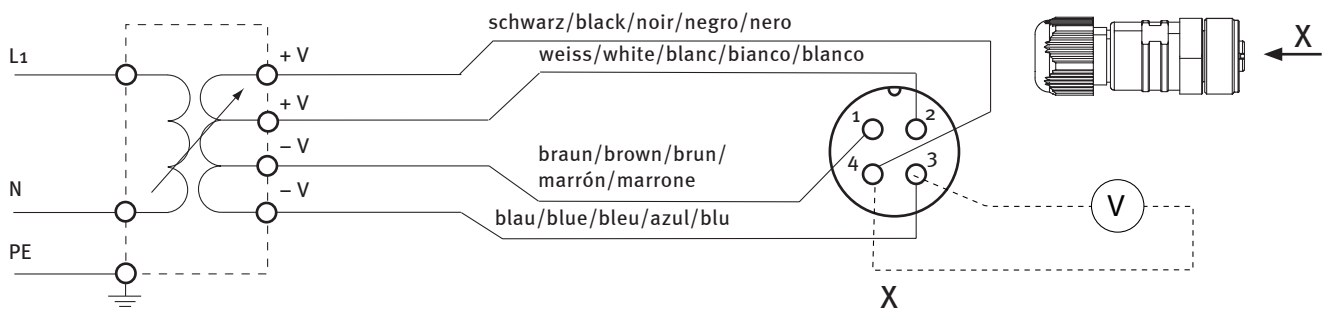 schwarz/black/noir/negro/nero
X
L1
+ V
weiss/white/blanc/bianco/blanco
+ V
1
2
– V
braun/brown/brun/
marrón/marrone
4
3
N
– V
V
blau/blue/bleu/azul/blu
PE
X